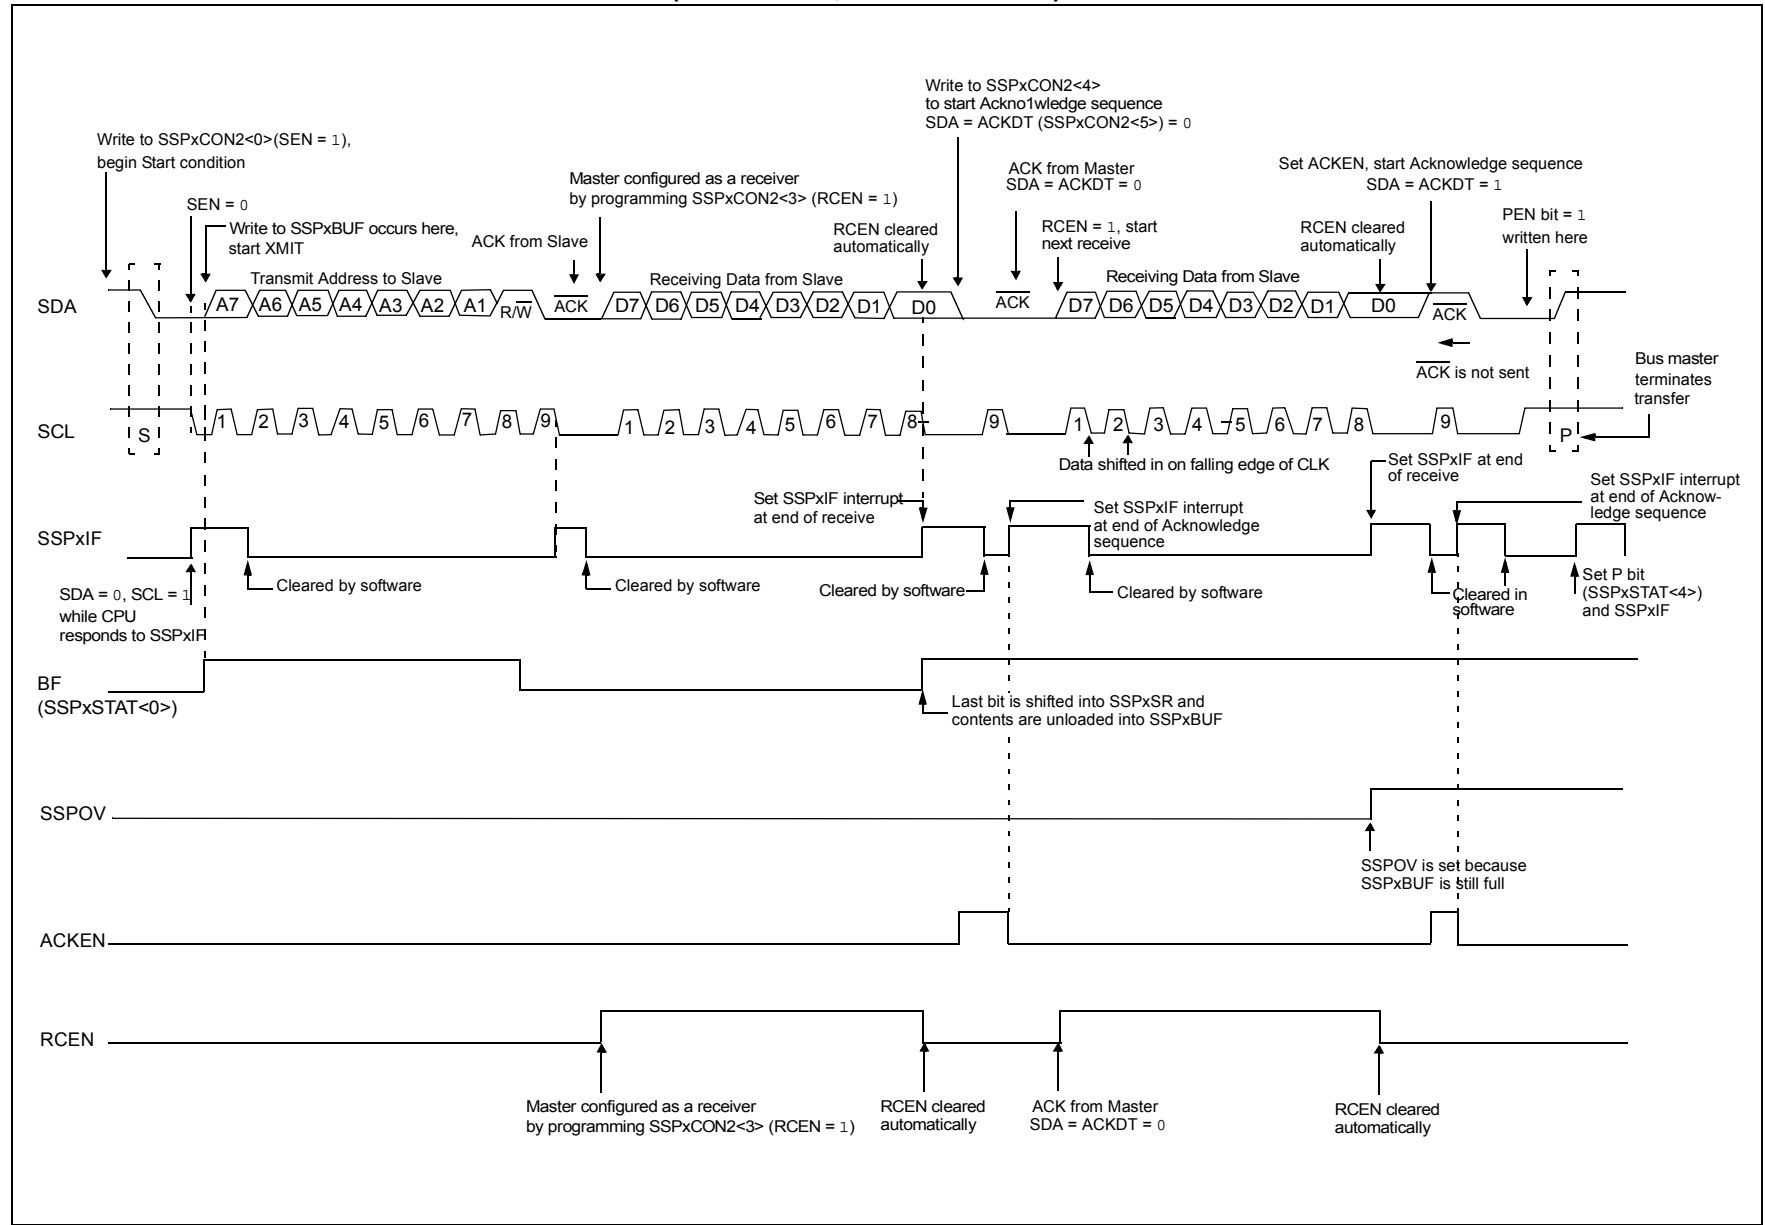 Write to SSPxCON2<4>
to start Ackno1wledge sequence
SDA = ACKDT (SSPxCON2<5>) = 0
Write to SSPxCON2<0>(SEN = 1),
begin Start condition
ACK from Master
SDA = ACKDT = 0
Set ACKEN, start Acknowledge sequence
SDA = ACKDT = 1
Master configured as a receiver
by programming SSPxCON2<3> (RCEN = 1)
SEN = 0
Write to SSPxBUF occurs here,
start XMIT
ACK from Slave
RCEN cleared
automatically
RCEN = 1, start
next receive
RCEN cleared
automatically
PEN bit = 1
written here
Transmit Address to Slave
Receiving Data from Slave
Receiving Data from Slave
SDA
A7 A6 A5 A4 A3 A2 A1 R/W ACK D7 D6 D5 D4 D3 D2 D1 D0 ACK D7 D6 D5 D4 D3 D2 D1 D0 ACK
ACK is not sent
Bus master
terminates
transfer
SCL
S 1 2 3 4 5 6 7 8 9 1 2 3 4 5 6 7 8 9 1 2 3 4 5 6 7 8 9 P
Data shifted in on falling edge of CLK
Set SSPxIF interrupt
at end of receive
Set SSPxIF interrupt
at end of Acknowledge
sequence
Set SSPxIF at end
of receive
Set SSPxIF interrupt
at end of Acknow-
ledge sequence
SSPxIF
SDA = 0, SCL = 1
while CPU
responds to SSPxIF
Cleared by software
Cleared by software
Cleared by software
Cleared by software
Cleared in
software
Set P bit
(SSPxSTAT<4>)
and SSPxIF
BF
(SSPxSTAT<0>)
Last bit is shifted into SSPxSR and
contents are unloaded into SSPxBUF
SSPOV
SSPOV is set because
SSPxBUF is still full
ACKEN
RCEN
Master configured as a receiver
by programming SSPxCON2<3> (RCEN = 1)
RCEN cleared
automatically
ACK from Master
SDA = ACKDT = 0
RCEN cleared
automatically